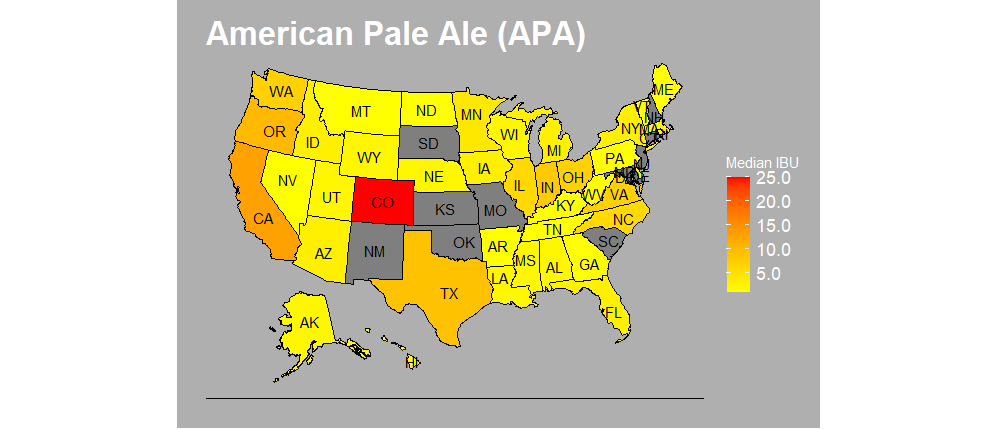 American Pale Ale (APA)
WA
MT
ND
MN
ME
OR
ID
SD
WI
MI
NY
WY
IA
PA
NV
UT
CO
NE
IL
IN
OH
WV
VA
CA
KS
MO
KY
AZ
NM
OK
AR
TN
NC
SC
TX
LA
MS
AL
GA
FL
AK
HI
VT
NH
MA
RI
NJ
DE
Median IBU
25.0
20.0
15.0
10.0
5.0